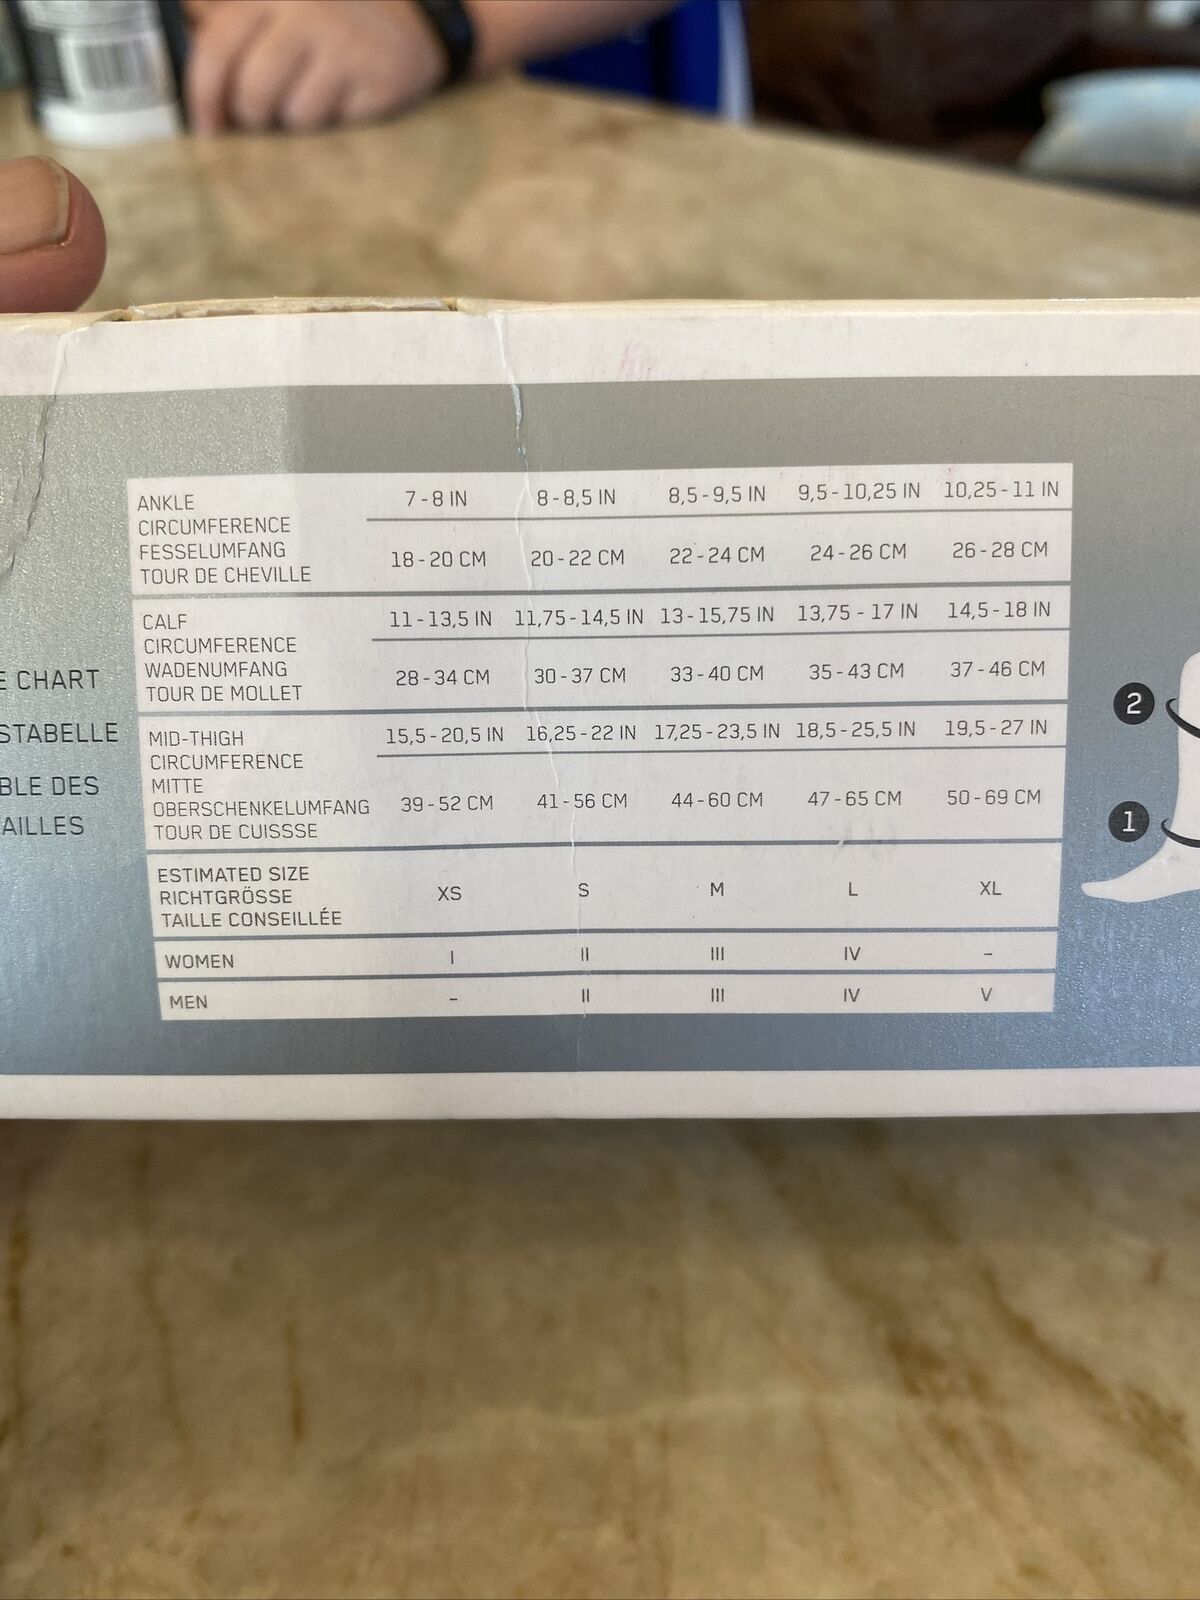 E CHART
STABELLE
BLE DES
AILLES
ANKLE
CIRCUMFERENCE
FESSELUMFANG
TOUR DE CHEVILLE
7 - 8 IN 8 - 8,5 IN 8,5 - 9,5 IN 9,5 - 10,25 IN 10,25 - 11 IN
18 - 20 CM 20 - 22 CM 22 - 24 CM 24 - 26 CM 26 - 28 CM
CALF
CIRCUMFERENCE
WADENUMFANG
TOUR DE MOLLET
11 - 13,5 IN 11,75 - 14,5 IN 13 - 15,75 IN 13,75 - 17 IN 14,5 - 18 IN
28 - 34 CM 30 - 37 CM 33 - 40 CM 35 - 43 CM 37 - 46 CM
MID-THIGH
CIRCUMFERENCE
MITTE
OBERSCHENKELUMFANG
TOUR DE CUISSSE
15,5 - 20,5 IN 16,25 - 22 IN 17,25 - 23,5 IN 18,5 - 25,5 IN 19,5 - 27 IN
39 - 52 CM 41 - 56 CM 44 - 60 CM 47 - 65 CM 50 - 69 CM
ESTIMATED SIZE
RICHTGRÖSSE
TAILLE CONSEILLÉE
XS S M L XL
WOMEN I II III IV –
MEN – II III IV V
2
1